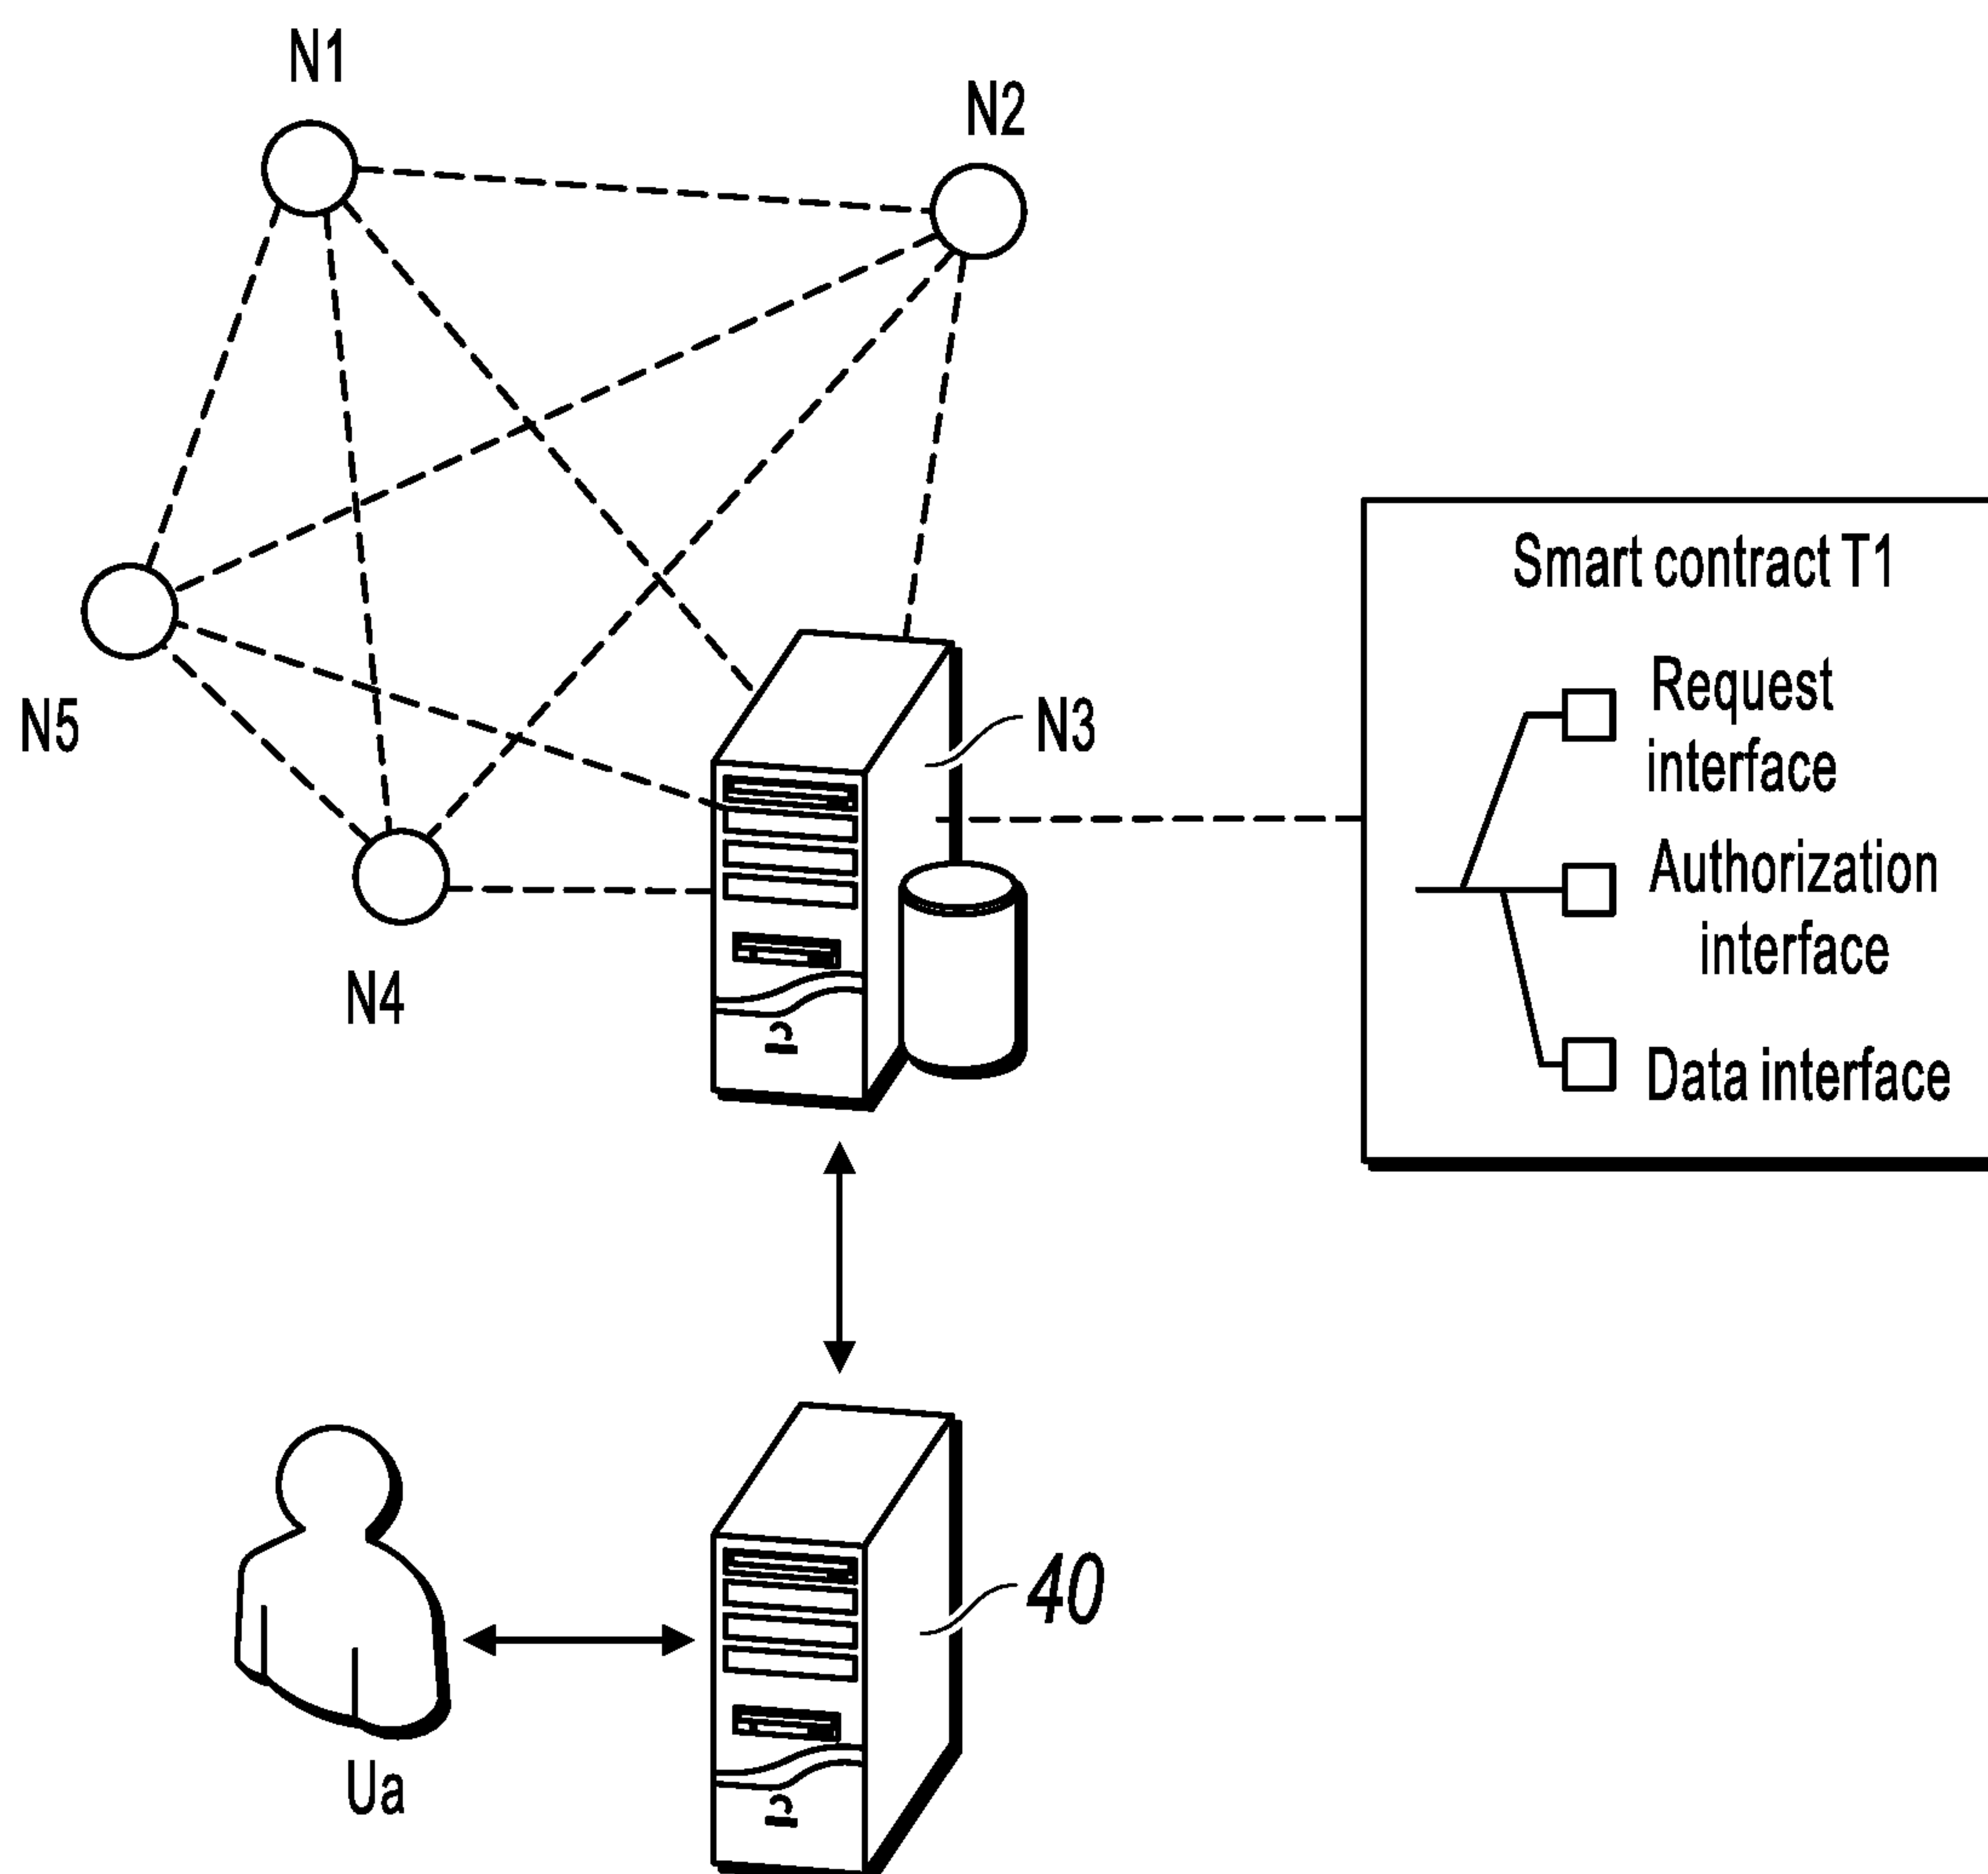 N1
N2
Smart contract T1
Request
interface
N3
N5
Authorization
interface
N4
Data interface
40
Ua